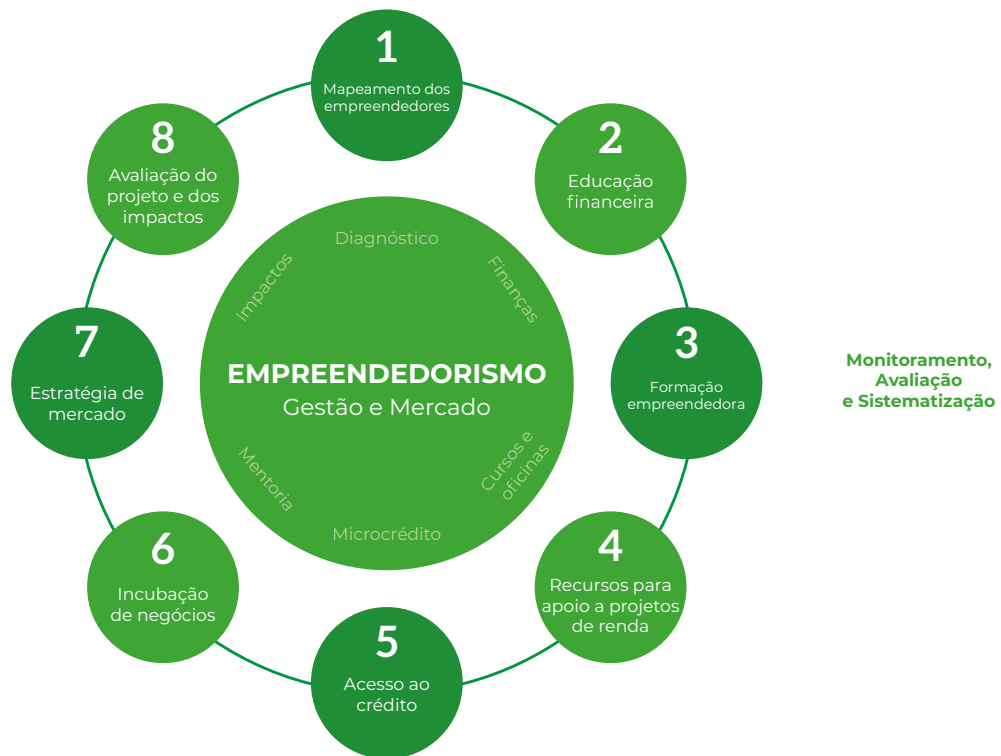 1
Mapeamento dos
empreendedores
2
Educação
financeira
3
Formação
empreendedora
4
Recursos para
apoio a projetos
de renda
5
Acesso ao
crédito
6
Incubação
de negócios
7
Estratégia de
mercado
8
Avaliação do
projeto e dos
impactos
Diagnóstico
Finanças
Cursos e
oficinas
Microcrédito
Mentoria
Impactos
EMPREENDEDORISMO
Gestão e Mercado
Monitoramento,
Avaliação
e Sistematização